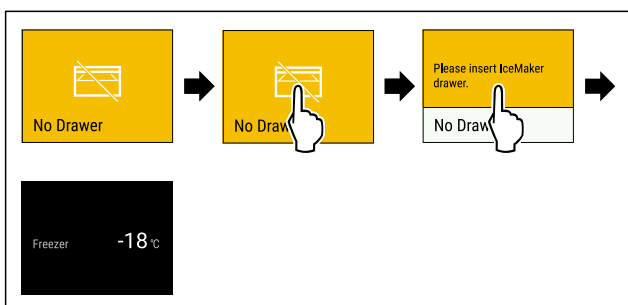 No Drawer
No Draw
Please insert IceMaker
drawer.
No Draw
Freezer -18 °C